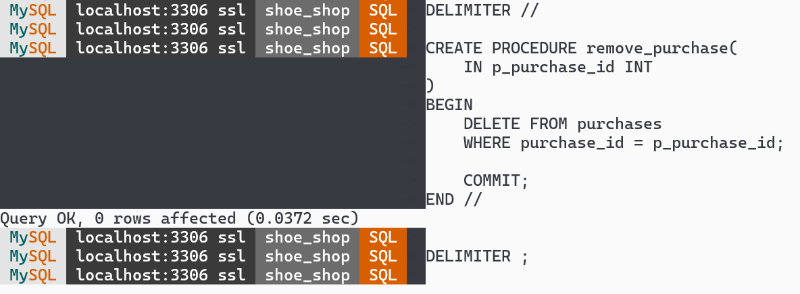 MySQL localhost:3306 ssl shoe_shop SQL DELIMITER //
MySQL localhost:3306 ssl shoe_shop SQL
MySQL localhost:3306 ssl shoe_shop SQL CREATE PROCEDURE remove_purchase(
IN p_purchase_id INT
)
BEGIN
DELETE FROM purchases
WHERE purchase_id = p_purchase_id;
COMMIT;
END //
Query OK, 0 rows affected (0.0372 sec)
MySQL localhost:3306 ssl shoe_shop SQL
MySQL localhost:3306 ssl shoe_shop SQL DELIMITER ;
MySQL localhost:3306 ssl shoe_shop SQL